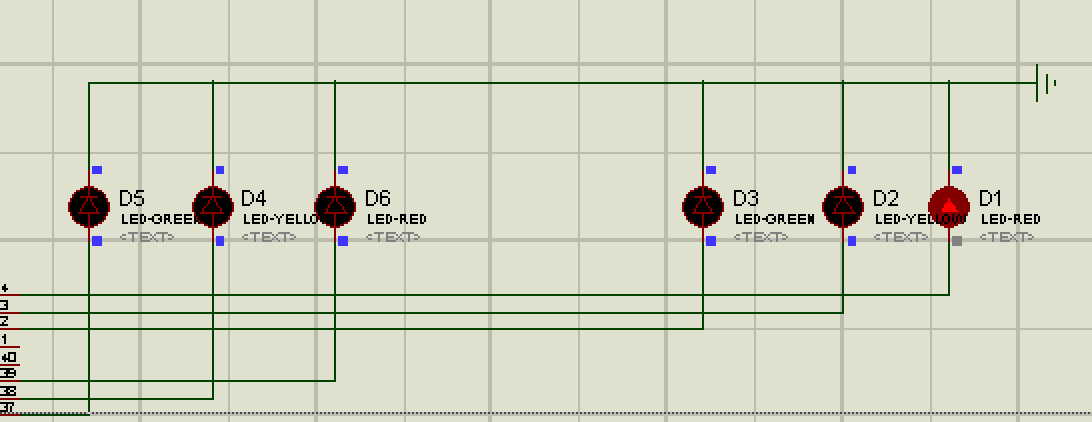 D5
LED-GREEN
<TEXT>
D4
LED-YELLO
<TEXT>
D6
LED-RED
<TEXT>
D3
LED-GREEN
<TEXT>
D2
LED-YELLOW
<TEXT>
D1
LED-RED
<TEXT>
4
3
2
1
40
39
38
37